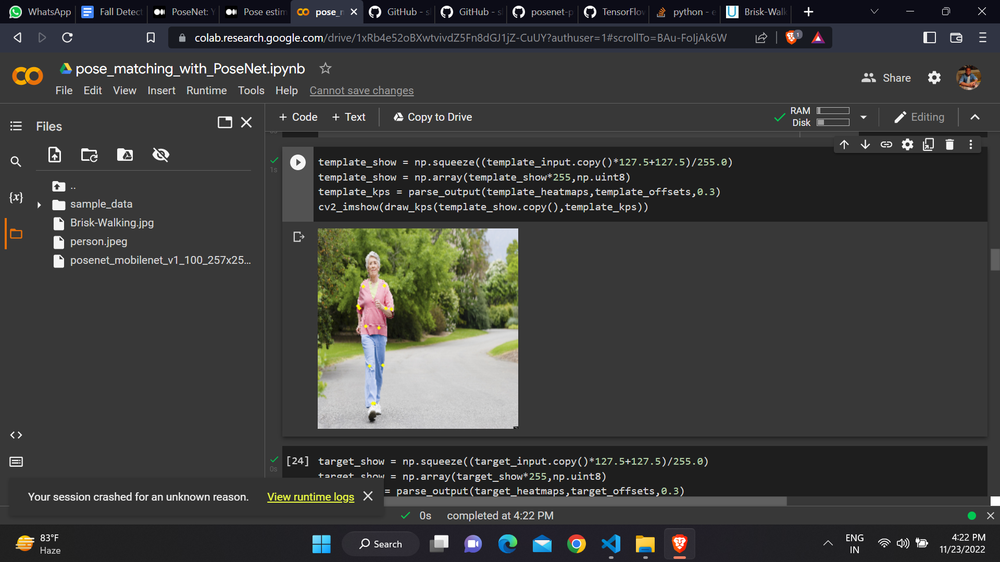 WhatsApp
Fall Detect
PoseNet: Y
Pose estim
pose_m
GitHub - sl
GitHub - sl
posenet-p
TensorFlow
python - e
Brisk-Walk
colab.research.google.com/drive/1xRb4e52oBXwtvivdZ5Fn8dGJ1jZ-CuUY?authuser=1#scrollTo=BAu-FoIjAk6W
1
pose_matching_with_PoseNet.ipynb
Share
File Edit View Insert Runtime Tools Help Cannot save changes
Files
+ Code + Text Copy to Drive
RAM
Disk
Editing
..
sample_data
Brisk-Walking.jpg
person.jpeg
posenet_mobilenet_v1_100_257x25...
{x}
1s
template_show = np.squeeze((template_input.copy()*127.5+127.5)/255.0)
template_show = np.array(template_show*255,np.uint8)
template_kps = parse_output(template_heatmaps,template_offsets,0.3)
cv2_imshow(draw_kps(template_show.copy(),template_kps))
[24]
0s
target_show = np.squeeze((target_input.copy()*127.5+127.5)/255.0)
target_show = np.array(target_show*255,np.uint8)
= parse_output(target_heatmaps,target_offsets,0.3)
Your session crashed for an unknown reason. View runtime logs
0s completed at 4:22 PM
83°F
Haze
Search
ENG
IN
4:22 PM
11/23/2022